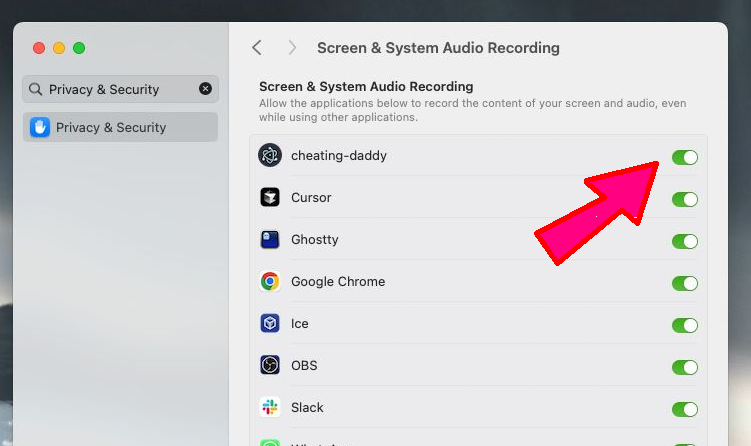 Screen & System Audio Recording
Privacy & Security
Privacy & Security
Screen & System Audio Recording
Allow the applications below to record the content of your screen and audio, even
while using other applications.
cheating-daddy
Cursor
Ghostty
Google Chrome
Ice
OBS
Slack